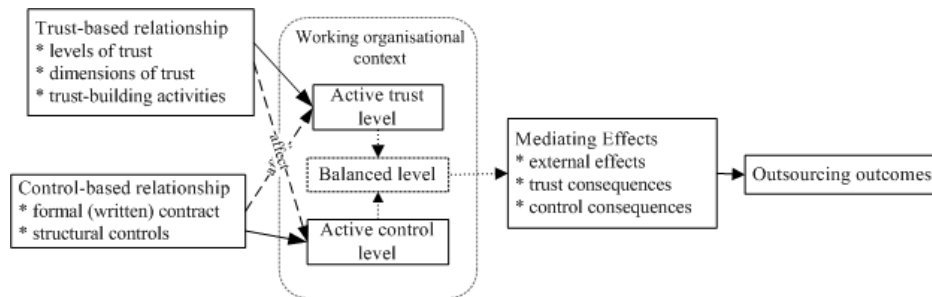 Trust-based relationship
* levels of trust
* dimensions of trust
* trust-building activities
Control-based relationship
* formal (written) contract
* structural controls
affect
Working organisational
context
Active trust
level
Balanced level
Active control
level
Mediating Effects
* external effects
* trust consequences
* control consequences
Outsourcing outcomes